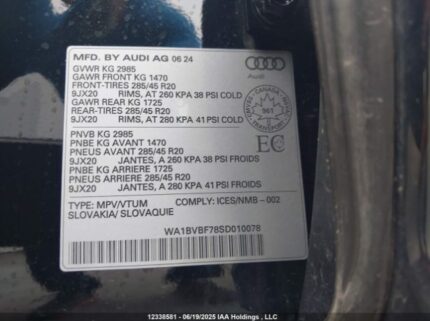 MFD. BY AUDI AG 06 24
GVWR KG 2985
GAWR FRONT KG 1470
FRONT-TIRES 285/45 R20
9JX20 RIMS, AT 260 KPA 38 PSI COLD
GAWR REAR KG 1725
REAR-TIRES 285/45 R20
9JX20 RIMS, AT 280 KPA 41 PSI COLD
Audi
CANADA
961
PNVB KG 2985
PNBE KG AVANT 1470
PNEUS AVANT 285/45 R20
9JX20 JANTES, A 260 KPA 38 PSI FROIDS
PNBE KG ARRIERE 1725
PNEUS ARRIERE 285/45 R20
9JX20 JANTES, A 280 KPA 41 PSI FROIDS
EC
TYPE: MPV/VTUM COMPLY: ICES/NMB-002
SLOVAKIA/ SLOVAQUIE
WA1BVBF78SD010078
12338581 - 06/19/2025 IAA Holdings, LLC